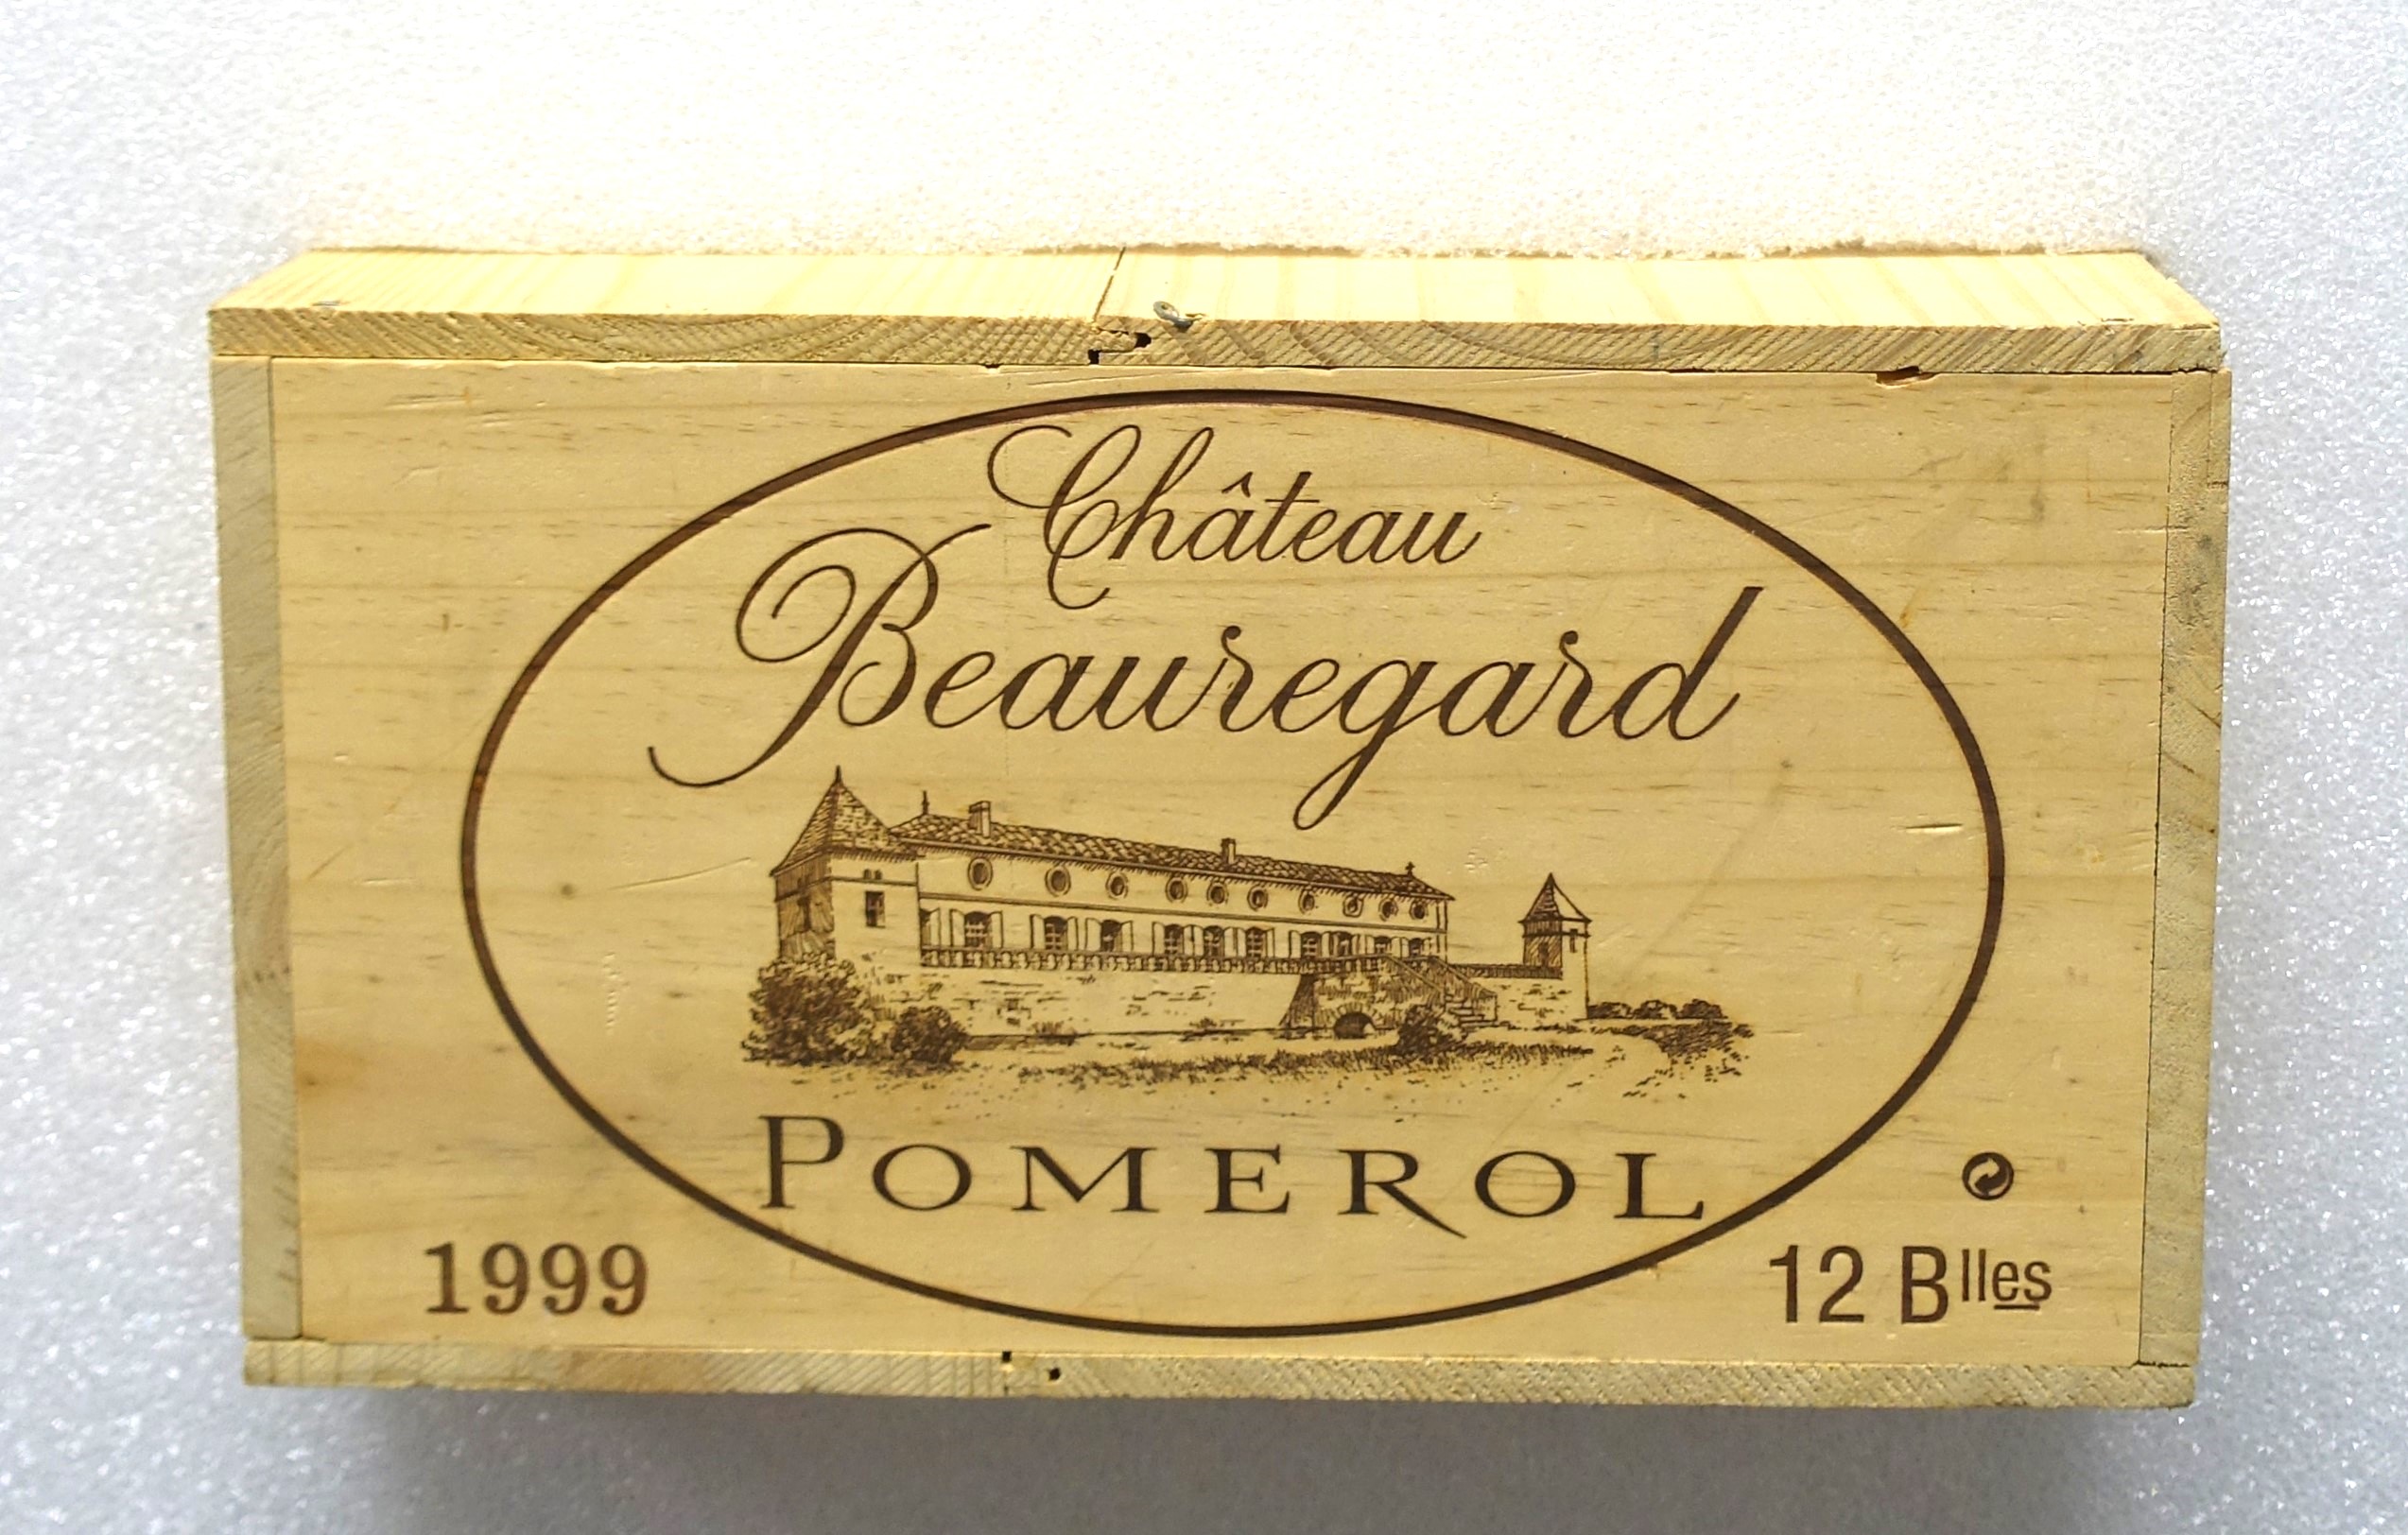 Château
Beauregard
POMEROL
1999
12 Blles